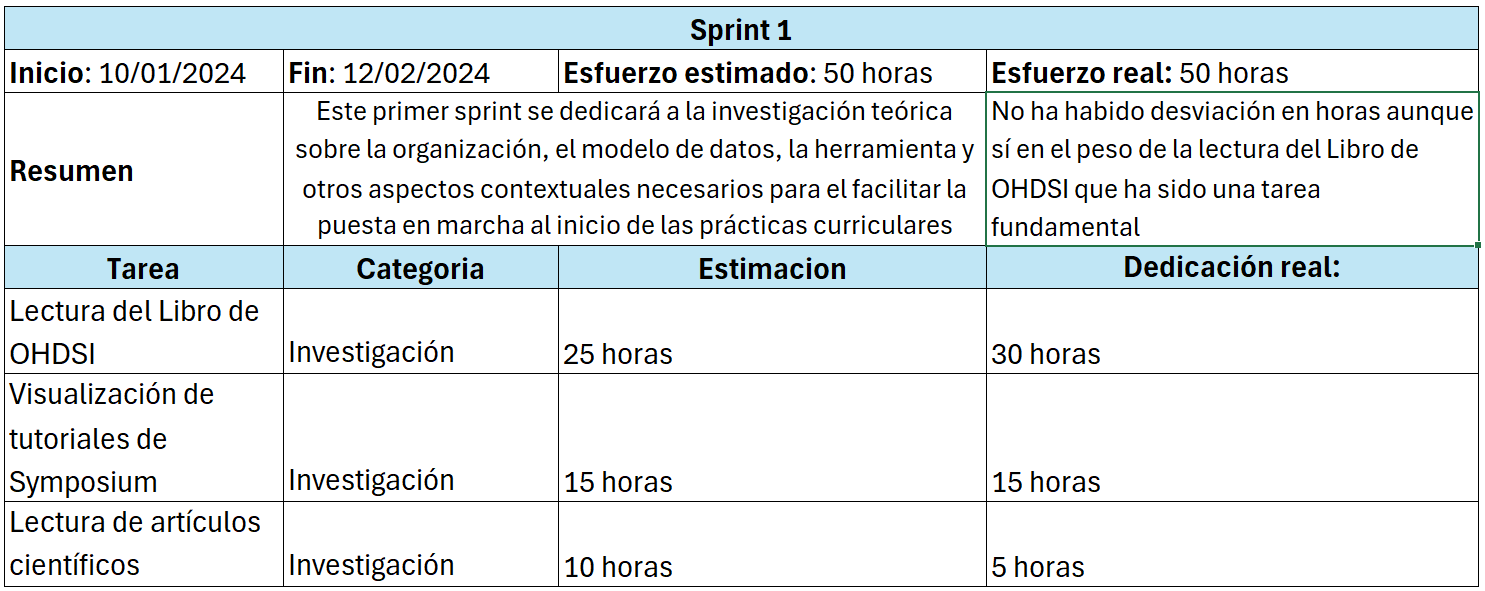 Sprint 1
Inicio: 10/01/2024
Fin: 12/02/2024
Esfuerzo estimado: 50 horas
Esfuerzo real: 50 horas
Resumen
Este primer sprint se dedicará a la investigación teórica
sobre la organización, el modelo de datos, la herramienta y
otros aspectos contextuales necesarios para el facilitar la
puesta en marcha al inicio de las prácticas curriculares
No ha habido desviación en horas aunque
sí en el peso de la lectura del Libro de
OHDSI que ha sido una tarea
fundamental
Tarea
Categoria
Estimacion
Dedicación real:
Lectura del Libro de
OHDSI
Investigación
25 horas
30 horas
Visualización de
tutoriales de
Symposium
Investigación
15 horas
15 horas
Lectura de artículos
científicos
Investigación
10 horas
5 horas